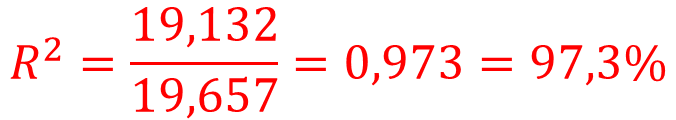 R² = 19,132 / 19,657 = 0,973 = 97,3%